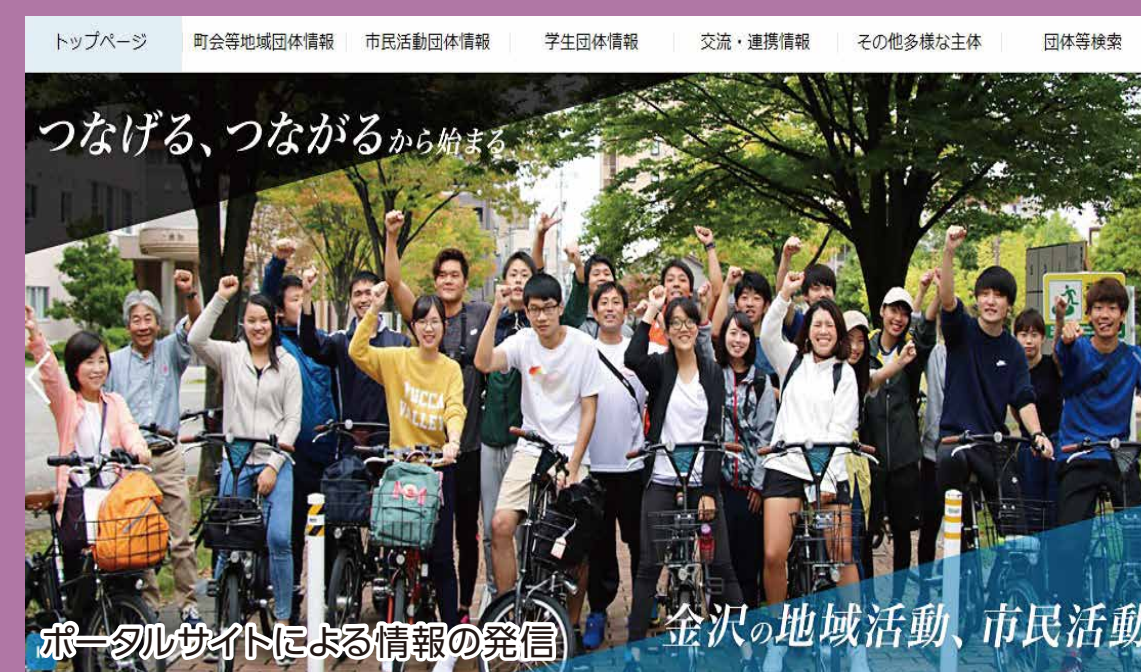 トップページ 町会等地域団体情報 市民活動団体情報 学生団体情報 交流・連携情報 その他多様な主体 団体等検索
つなげる、つながるから始まる
YUCCA
VALLEY
金沢の地域活動、市民活動
ポータルサイトによる情報の発信